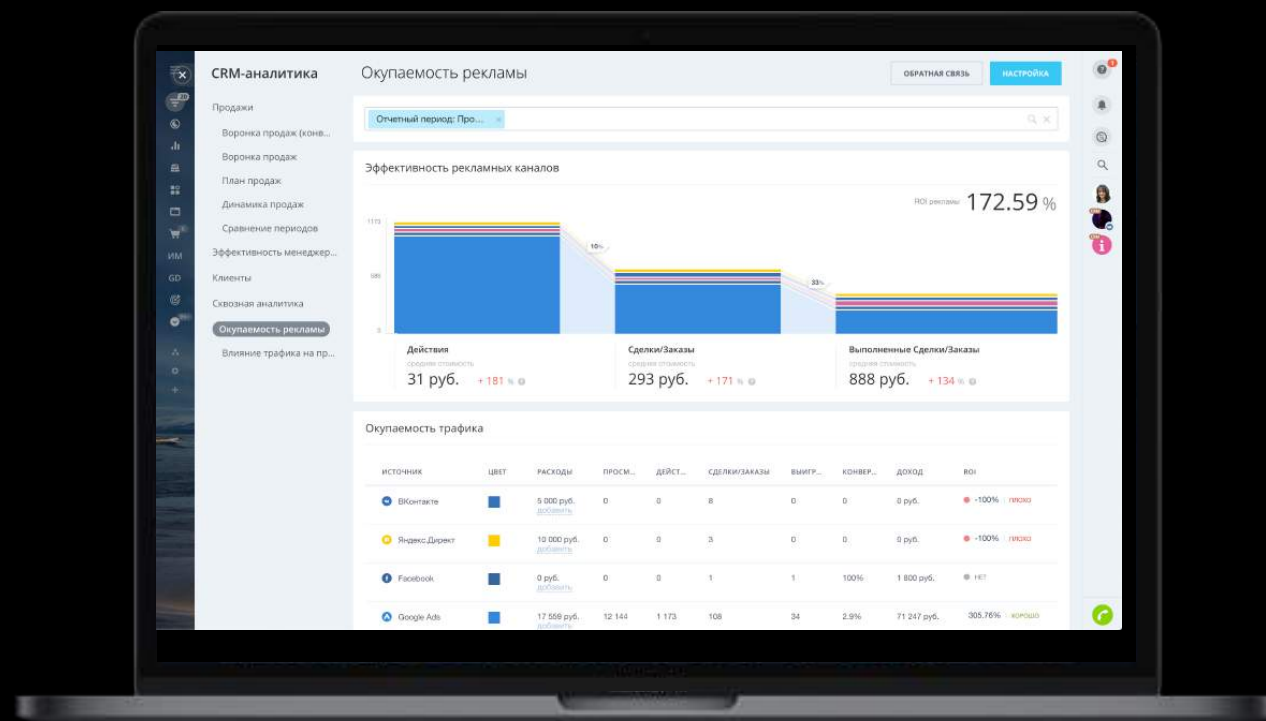 CRM-аналитика
Продажи
Воронка продаж (конв...
Воронка продаж
План продаж
Динамика продаж
Сравнение периодов
Эффективность менеджер...
Клиенты
Сквозная аналитика
Окупаемость рекламы
Влияние трафика на пр...
ИМ
GD
Окупаемость рекламы
ОБРАТНАЯ СВЯЗЬ
НАСТРОЙКА
Отчетный период: Про...
Эффективность рекламных каналов
ROI рекламы 172.59 %
1173
586
0
10%
33%
Действия
средняя стоимость
31 руб. + 181 %
Сделки/Заказы
средняя стоимость
293 руб. + 171 %
Выполненные Сделки/Заказы
средняя стоимость
888 руб. + 134 %
Окупаемость трафика
ИСТОЧНИК ЦВЕТ РАСХОДЫ ПРОСМ... ДЕЙСТ... СДЕЛКИ/ЗАКАЗЫ ВЫИГР... КОНВЕР... ДОХОД ROI
ВКонтакте 5 000 руб. 0 0 8 0 0 0 руб. -100% ПЛОХО
добавить
Яндекс.Директ 10 000 руб. 0 0 3 0 0 0 руб. -100% ПЛОХО
добавить
Facebook 0 руб. 0 0 1 1 100% 1 800 руб. НЕТ
добавить
Google Ads 17 559 руб. 12 144 1 173 108 34 2.9% 71 247 руб. 305.76% ХОРОШО
добавить